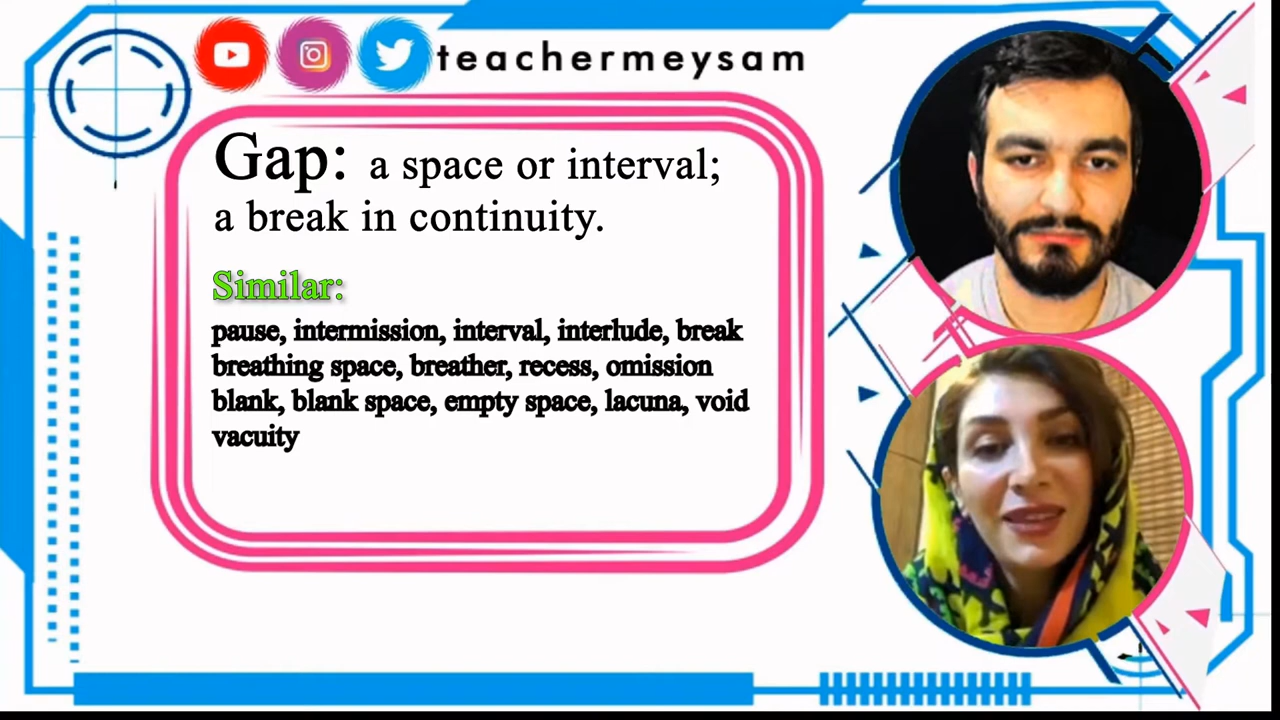 teachermeysam
Gap: a space or interval;
a break in continuity.
Similar:
pause, intermission, interval, interlude, break
breathing space, breather, recess, omission
blank, blank space, empty space, lacuna, void
vacuity